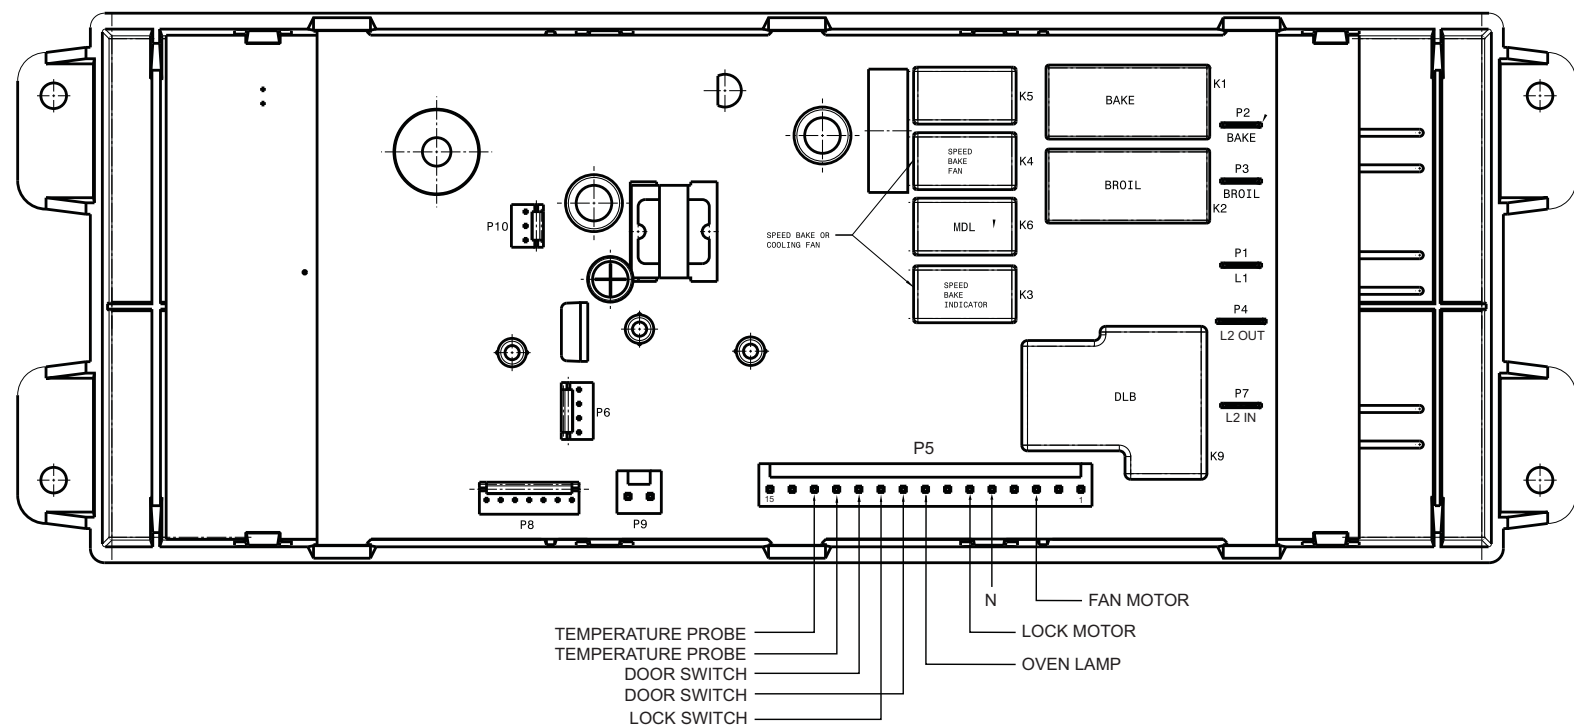 K5
BAKE
K1
P2
BAKE
SPEED
BAKE
FAN
K4
P3
BROIL
BROIL
K2
P10
SPEED BAKE OR
COOLING FAN
MDL
K6
P1
L1
SPEED
BAKE
INDICATOR
K3
P4
L2 OUT
DLB
P7
L2 IN
P6
P5
K9
15
1
P8
P9
N
FAN MOTOR
TEMPERATURE PROBE
LOCK MOTOR
TEMPERATURE PROBE
OVEN LAMP
DOOR SWITCH
DOOR SWITCH
LOCK SWITCH